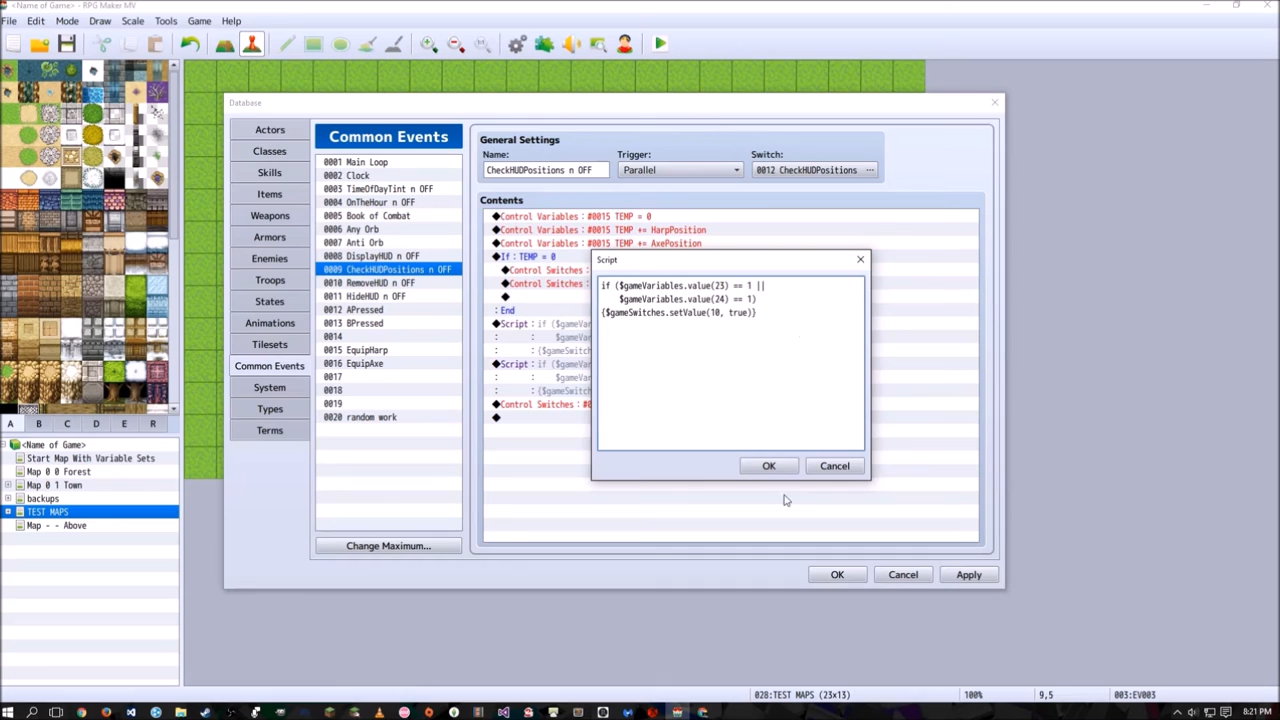 <Name of Game> - RPG Maker MV
File Edit Mode Draw Scale Tools Game Help
Database
Actors
Classes
Skills
Items
Weapons
Armors
Enemies
Troops
States
Animations
Tilesets
Common Events
System
Types
Terms
Common Events
0001 Main Loop
0002 Clock
0003 TimeOfDayTint n OFF
0004 OnTheHour n OFF
0005 Book of Combat
0006 Any Orb
0007 Anti Orb
0008 DisplayHUD n OFF
0009 CheckHUDPositions n OFF
0010 RemoveHUD n OFF
0011 HideHUD n OFF
0012 APressed
0013 BPressed
0014
0015 EquipHarp
0016 EquipAxe
0017
0018
0019
0020 random work
Change Maximum...
General Settings
Name: Trigger: Switch:
CheckHUDPositions n OFF Parallel 0012 CheckHUDPositions ...
Contents
◆Control Variables：#0015 TEMP = 0
◆Control Variables：#0015 TEMP += HarpPosition
◆Control Variables：#0015 TEMP += AxePosition
◆If：TEMP = 0
◆Control Switches：
◆Control Switches：
◆
：End
◆Script：if ($gameVar
： ： $gameVar
： ：{$gameSwitch
◆Script：if ($gameVar
： ： $gameVar
： ：{$gameSwitch
◆Control Switches：#0
◆
Script
if ($gameVariables.value(23) == 1 ||
$gameVariables.value(24) == 1)
{$gameSwitches.setValue(10, true)}
OK Cancel
OK Cancel Apply
A B C D E R
<Name of Game>
Start Map With Variable Sets
Map 0 0 Forest
Map 0 1 Town
backups
TEST MAPS
Map - - Above
028:TEST MAPS (23x13) 100% 9,5 003:EV003
8:21 PM